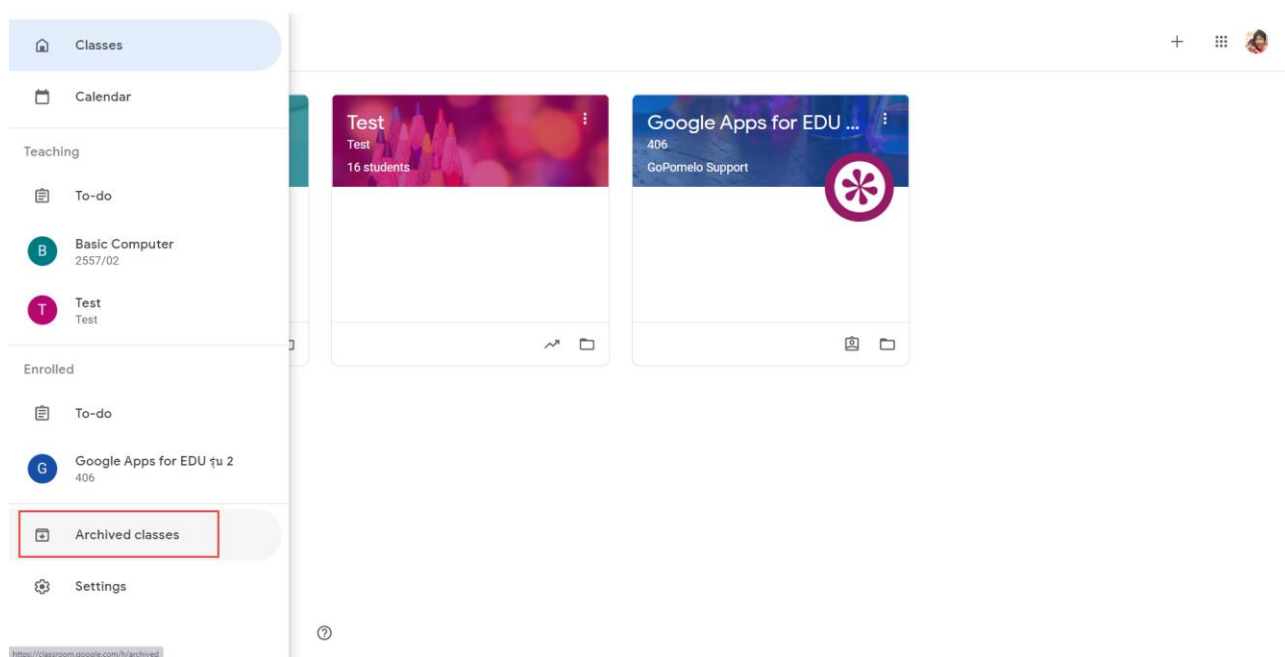 Classes
Calendar
Teaching
To-do
B
Basic Computer
2557/02
T
Test
Test
Enrolled
To-do
G
Google Apps for EDU รุ่น 2
406
Archived classes
Settings
https://classroom.google.com/h/archived
Test
Test
16 students
Google Apps for EDU ...
406
GoPomelo Support